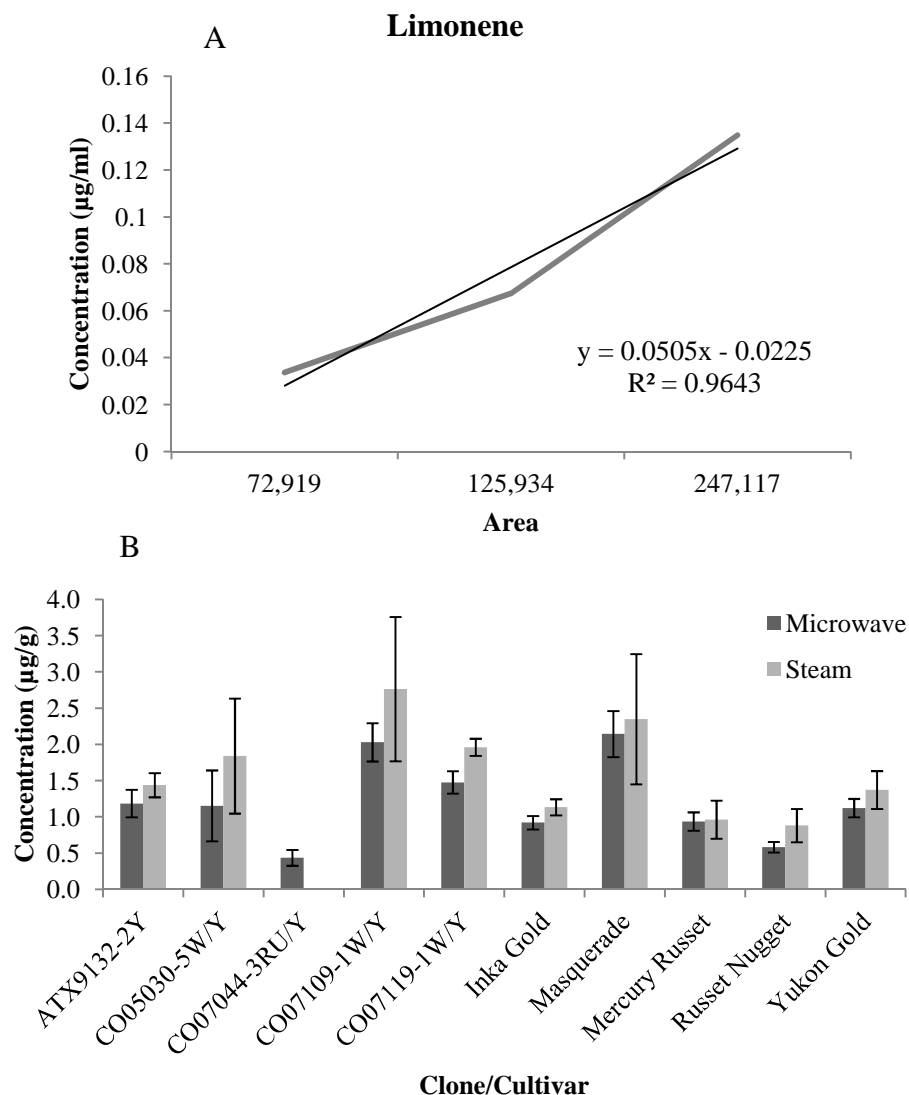 Limonene
A
0.16
0.14
0.12
0.1
0.08
0.06
0.04
0.02
0
Concentration (µg/ml)
y = 0.0505x - 0.0225
R² = 0.9643
72,919 125,934 247,117
Area
B
4.0
3.5
3.0
2.5
2.0
1.5
1.0
0.5
0.0
Concentration (µg/g)
Microwave
Steam
ATX9132-2Y
CO05030-5W/Y
CO07044-3RU/Y
CO07109-1W/Y
CO07119-1W/Y
Inka Gold
Masquerade
Mercury Russet
Russet Nugget
Yukon Gold
Clone/Cultivar